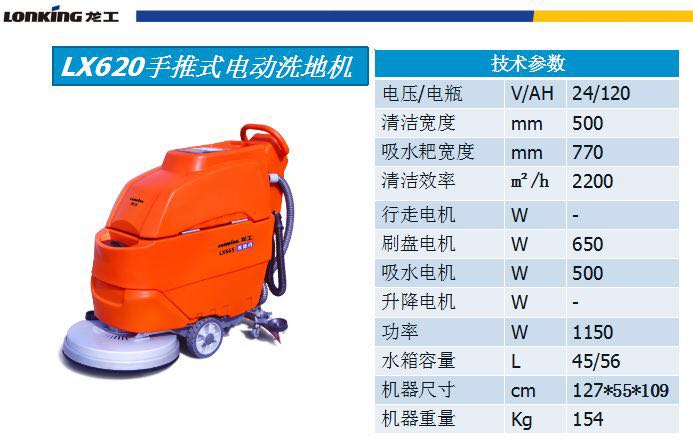 LONKING 龙工
LX620手推式电动洗地机
技术参数
电压/电瓶 V/AH 24/120
清洁宽度 mm 500
吸水耙宽度 mm 770
清洁效率 m²/h 2200
行走电机 W -
刷盘电机 W 650
吸水电机 W 500
升降电机 W -
功率 W 1150
水箱容量 L 45/56
机器尺寸 cm 127*55*109
机器重量 Kg 154
LONKING 龙工
LX665